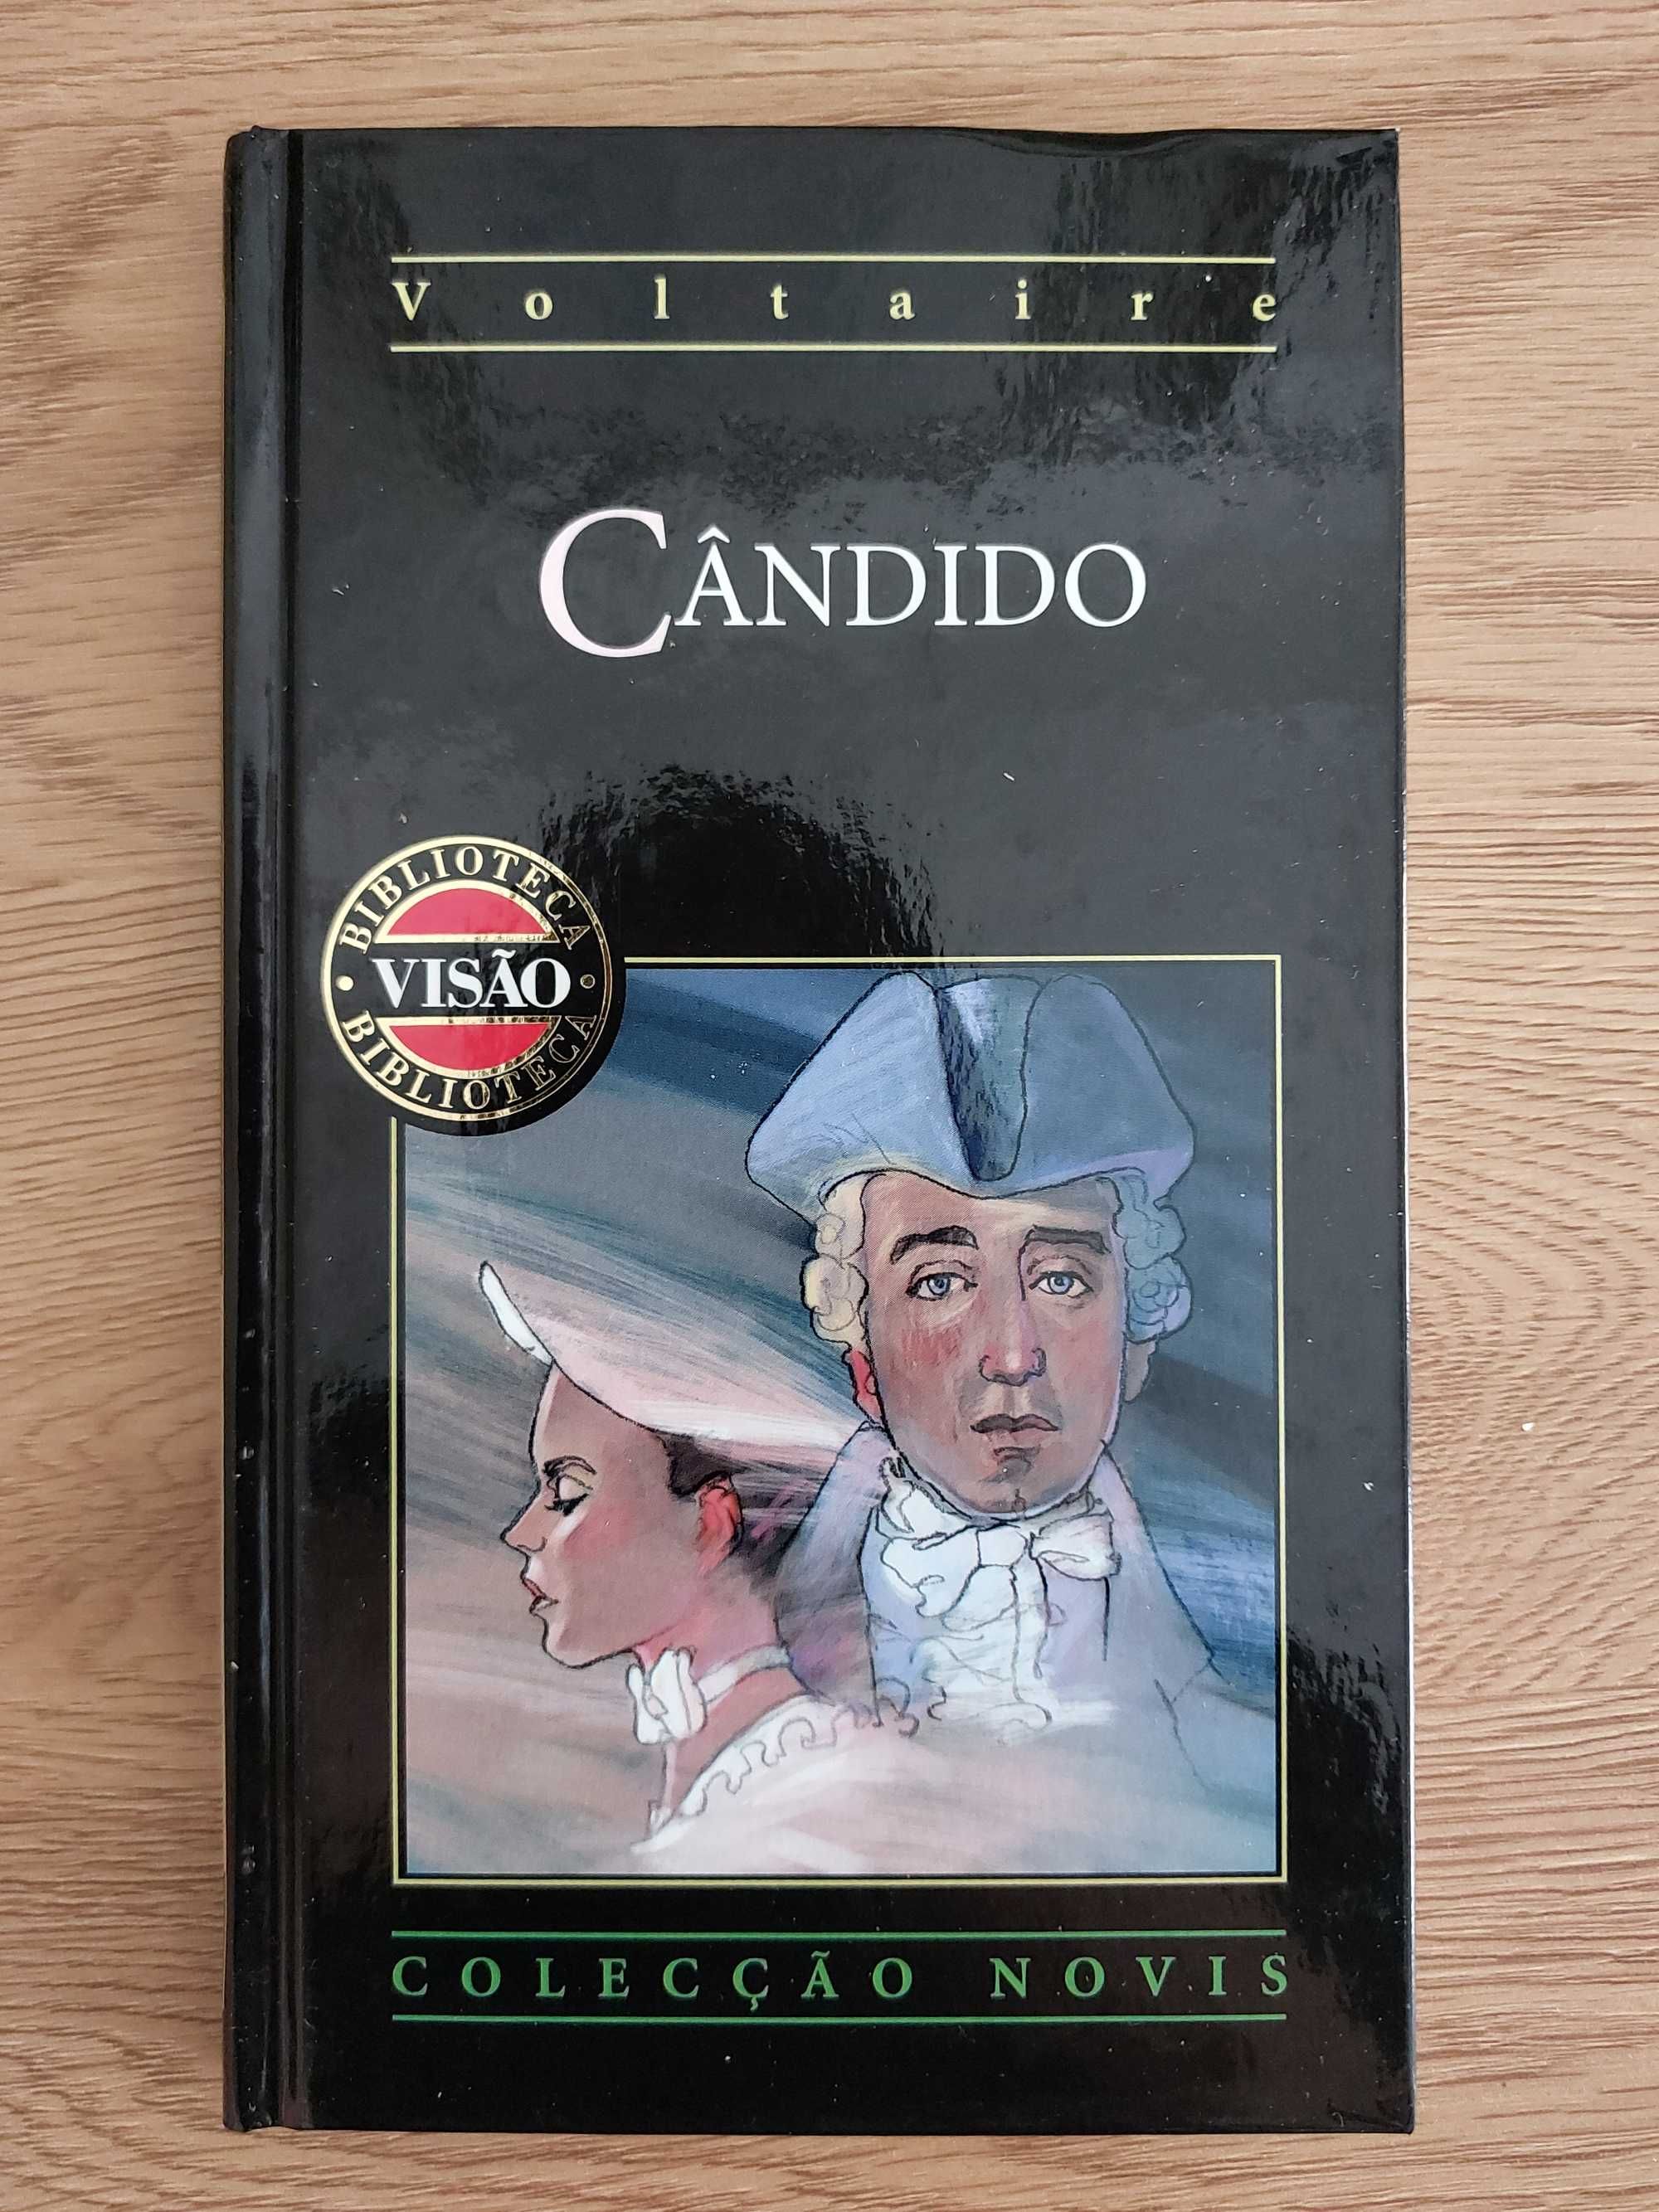 Voltaire
CÂNDIDO
BIBLIOTECA
VISÃO
BIBLIOTECA
COLECÇÃO NOVIS